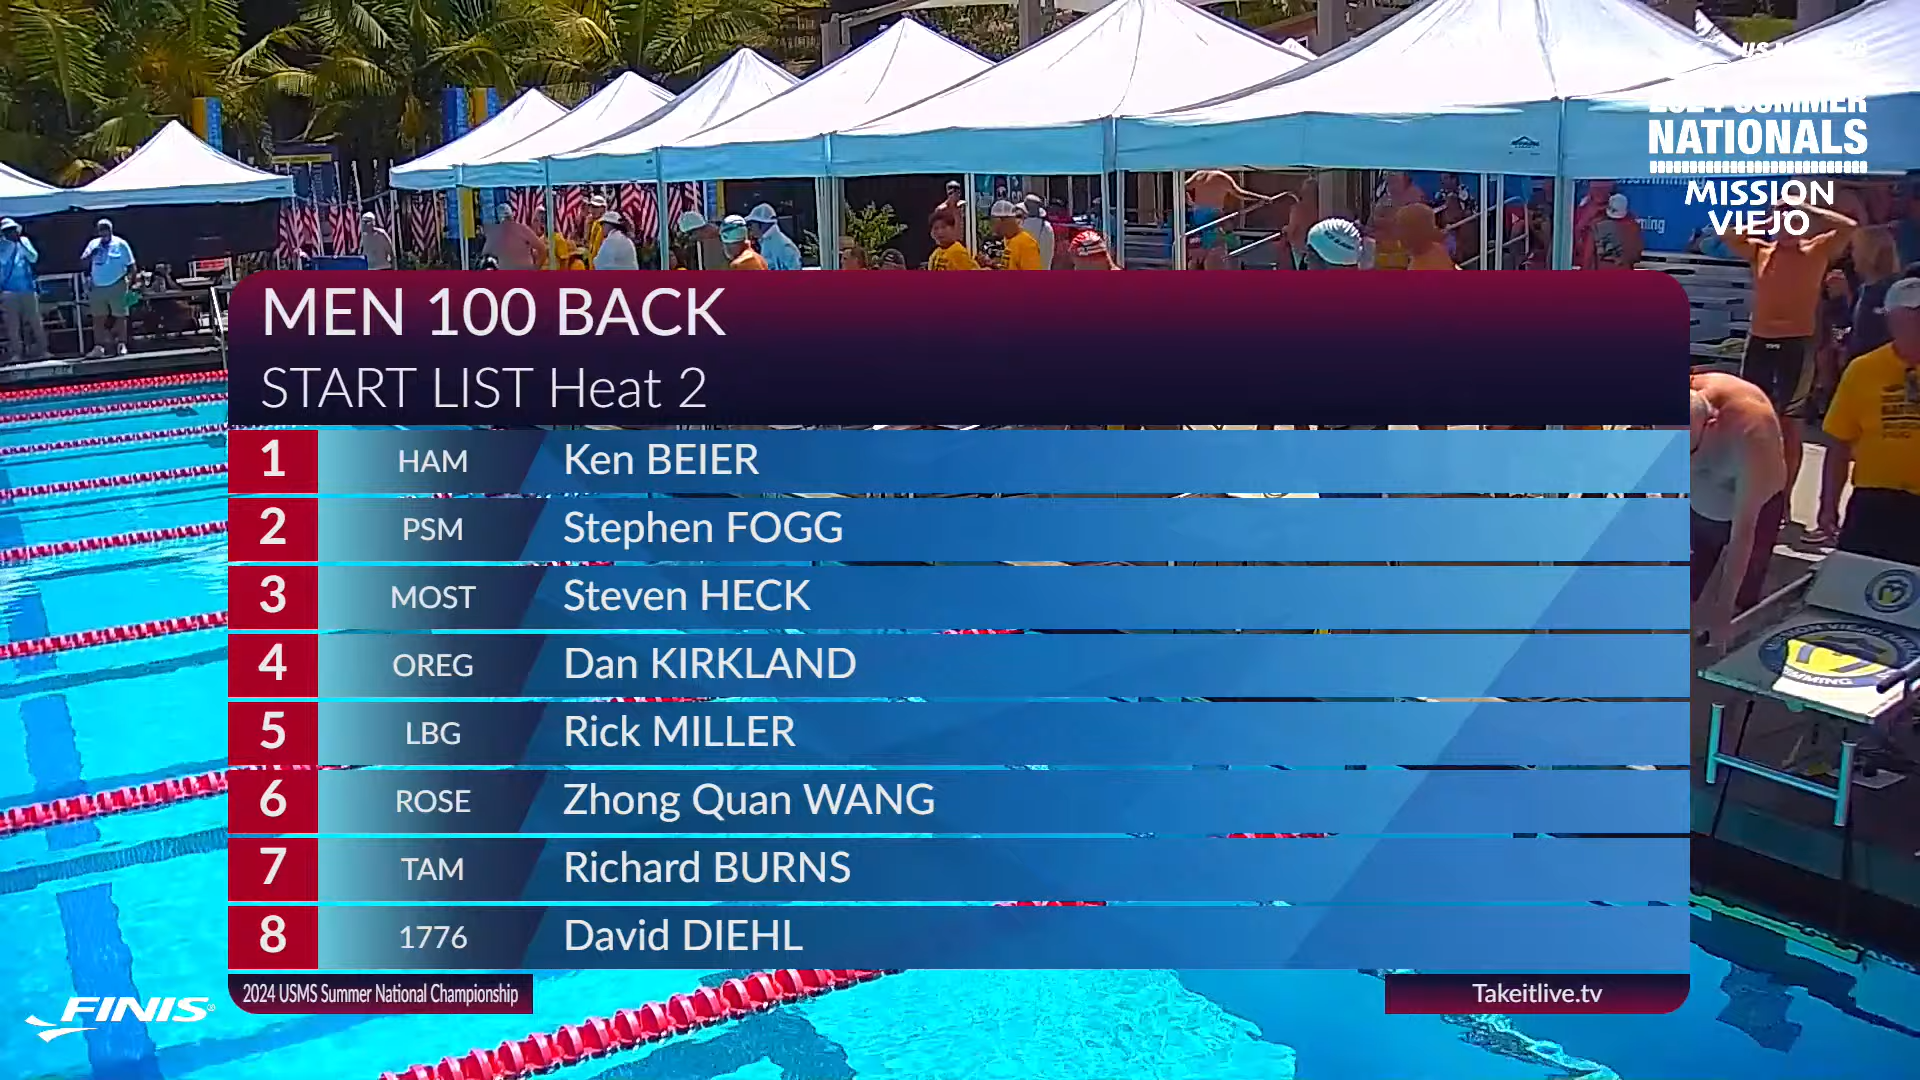 SUMMER
NATIONALS
MISSION
VIEJO
MEN 100 BACK
START LIST Heat 2
1 HAM Ken BEIER
2 PSM Stephen FOGG
3 MOST Steven HECK
4 OREG Dan KIRKLAND
5 LBG Rick MILLER
6 ROSE Zhong Quan WANG
7 TAM Richard BURNS
8 1776 David DIEHL
2024 USMS Summer National Championship
Takeitlive.tv
FINIS®